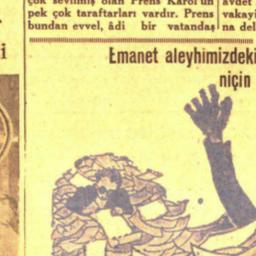 çok sevilmiş olan Prens Karol'un
pek çok taraftarları vardır. Prens
bundan evvel, âdi bir vatandaş
avdet
vakayi
na del
i
Emanet aleyhimizdeki
niçin